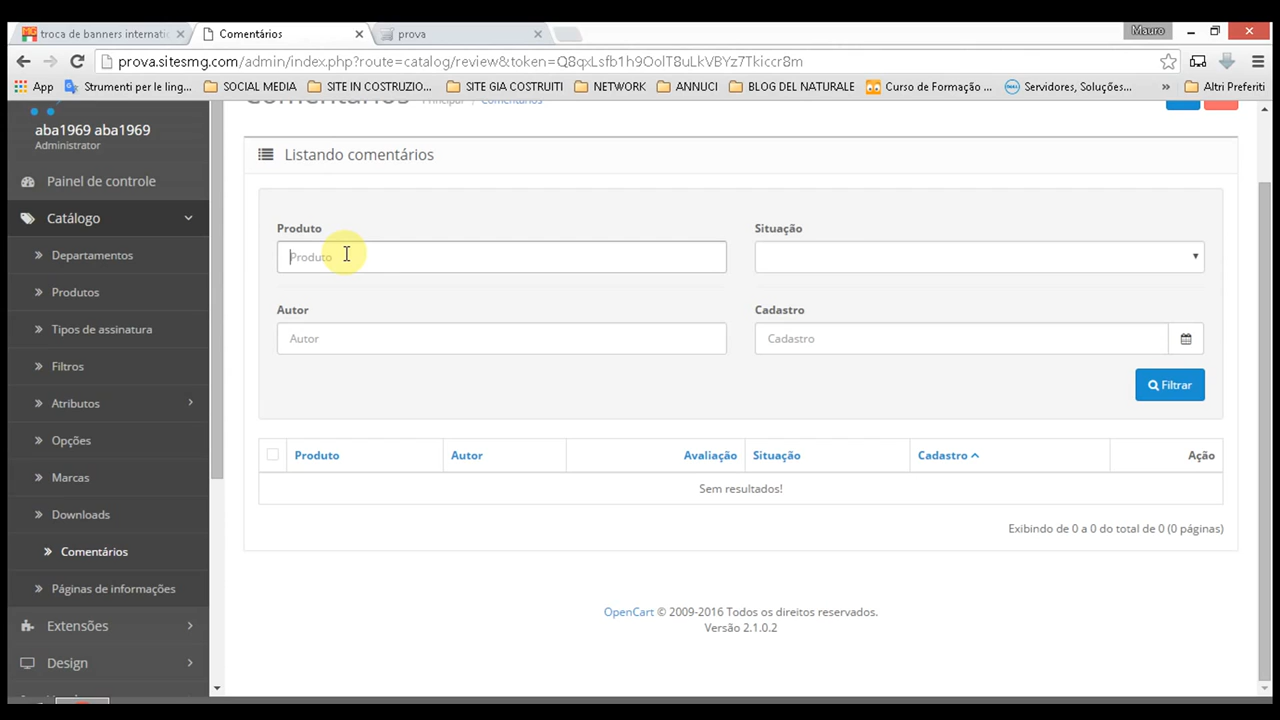 troca de banners internatio
Comentários
prova
Mauro
prova.sitesmg.com/admin/index.php?route=catalog/review&token=Q8qxLsfb1h9OolT8uLkVBYz7Tkiccr8m
App
Strumenti per le ling...
SOCIAL MEDIA
SITE IN COSTRUZIO...
SITE GIA COSTRUITI
NETWORK
ANNUCI
BLOG DEL NATURALE
Curso de Formação ...
Servidores, Soluções...
»
Altri Preferiti
Comentários
Principal
Comentários
aba1969 aba1969
Administrator
Painel de controle
Catálogo
Departamentos
Produtos
Tipos de assinatura
Filtros
Atributos
Opções
Marcas
Downloads
Comentários
Páginas de informações
Extensões
Design
Listando comentários
Produto
Situação
Produto
Autor
Cadastro
Autor
Cadastro
Filtrar
Produto Autor Avaliação Situação Cadastro Ação
Sem resultados!
Exibindo de 0 a 0 do total de 0 (0 páginas)
OpenCart © 2009-2016 Todos os direitos reservados.
Versão 2.1.0.2